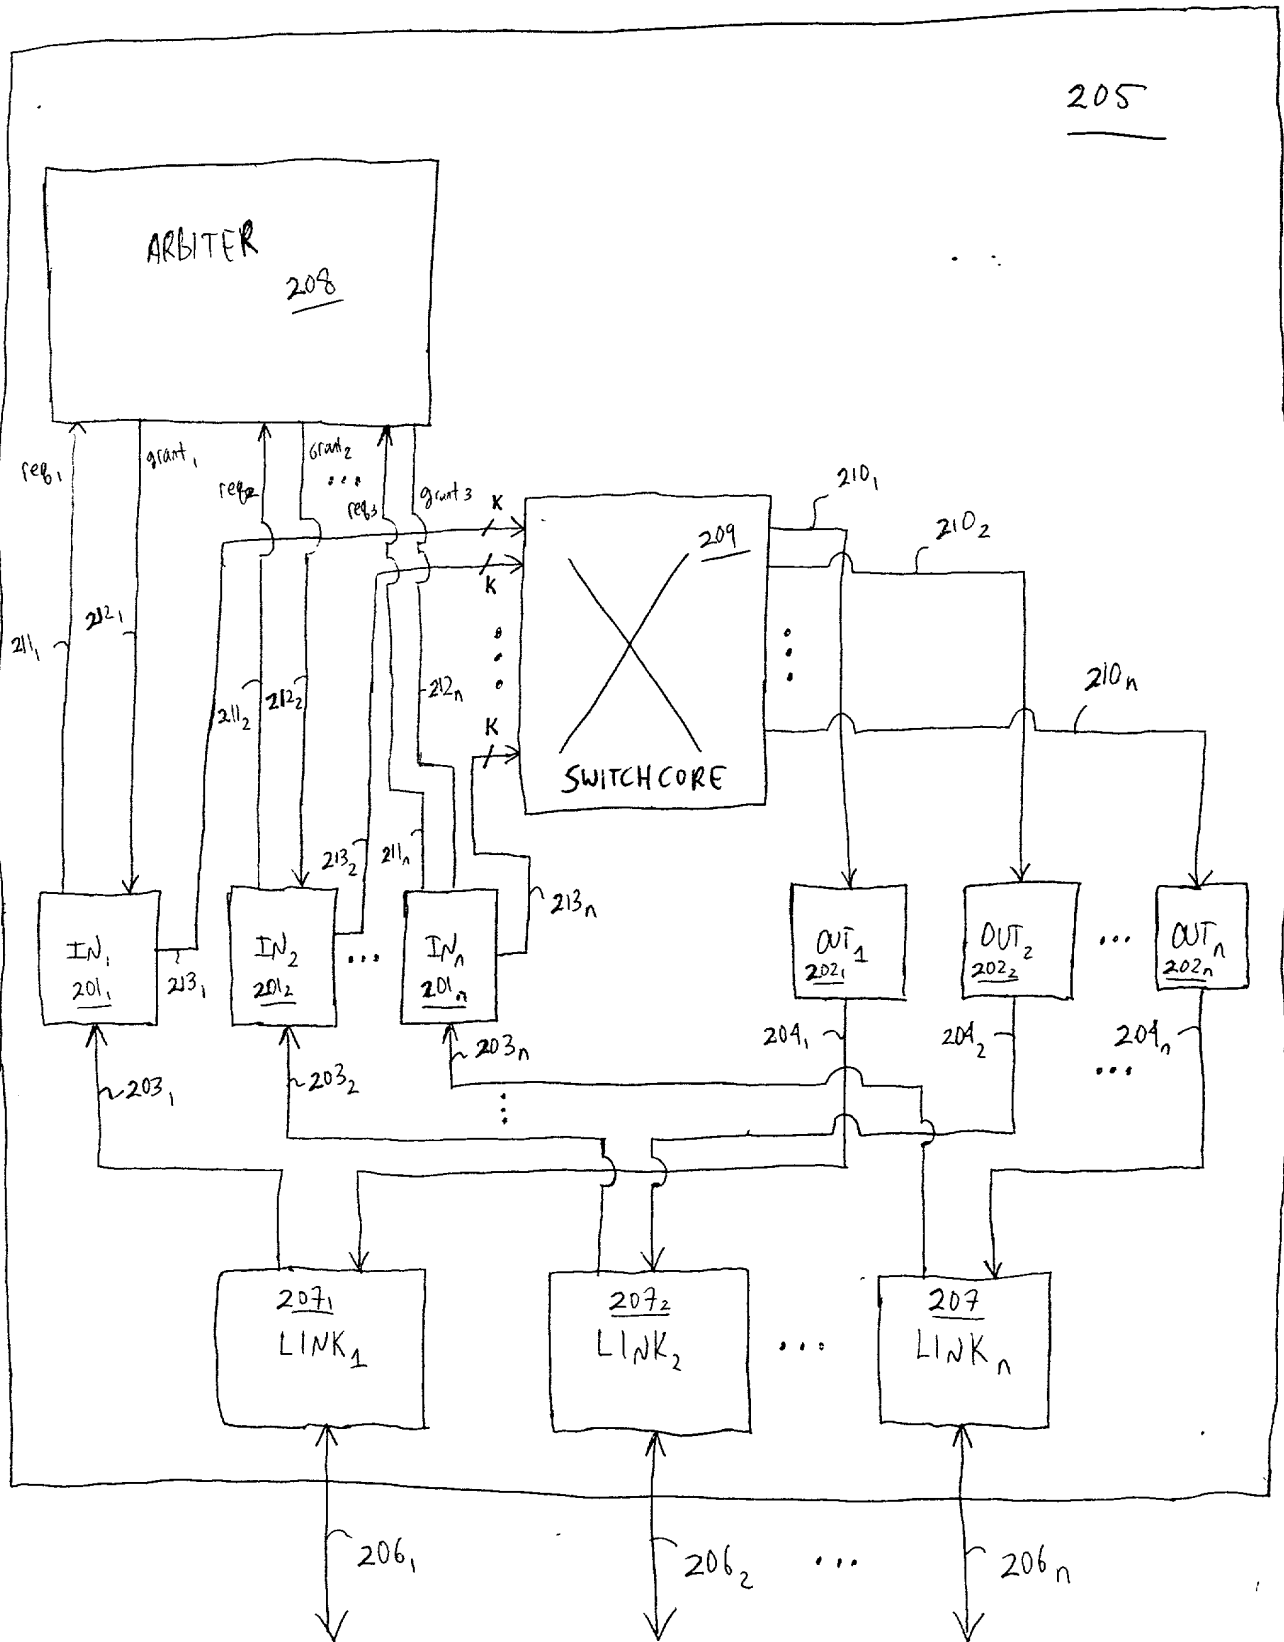 205
ARBITER
208
req₁
grant₁
req₂
grant₂
...
req₃
grant₃
K
K
K
209
SWITCHCORE
210₁
210₂
210ₙ
211₁
212₁
211₂
212₂
212ₙ
213₂
211ₙ
213ₙ
213₁
IN₁
201₁
IN₂
201₂
...
INₙ
201ₙ
OUT₁
202₁
OUT₂
202₂
...
OUTₙ
202ₙ
203₁
203₂
203ₙ
204₁
204₂
204ₙ
...
207₁
LINK₁
207₂
LINK₂
...
207
LINKₙ
206₁
206₂
...
206ₙ